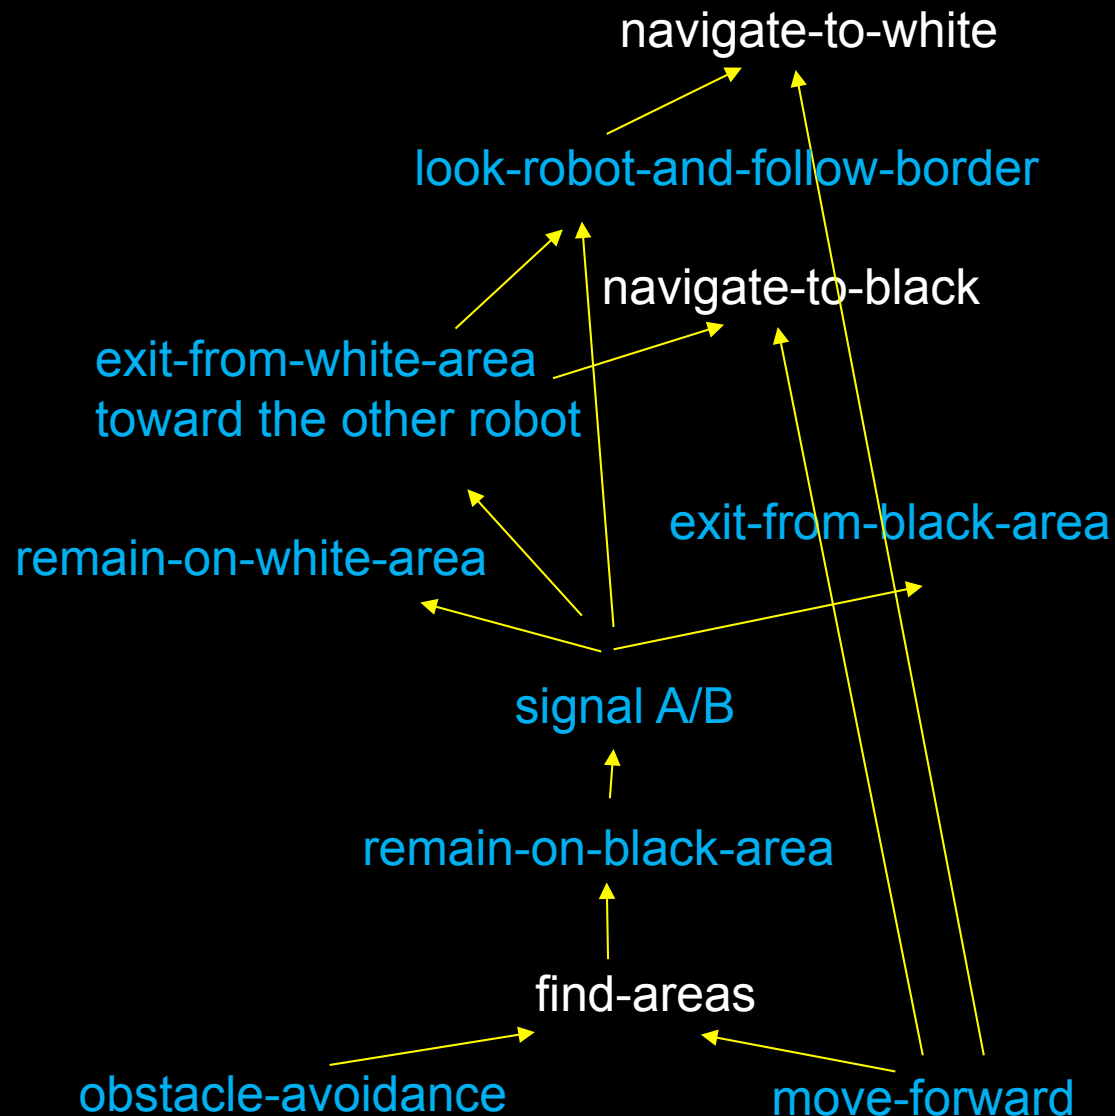 navigate-to-white
look-robot-and-follow-border
navigate-to-black
exit-from-white-area
toward the other robot
exit-from-black-area
remain-on-white-area
signal A/B
remain-on-black-area
find-areas
obstacle-avoidance
move-forward